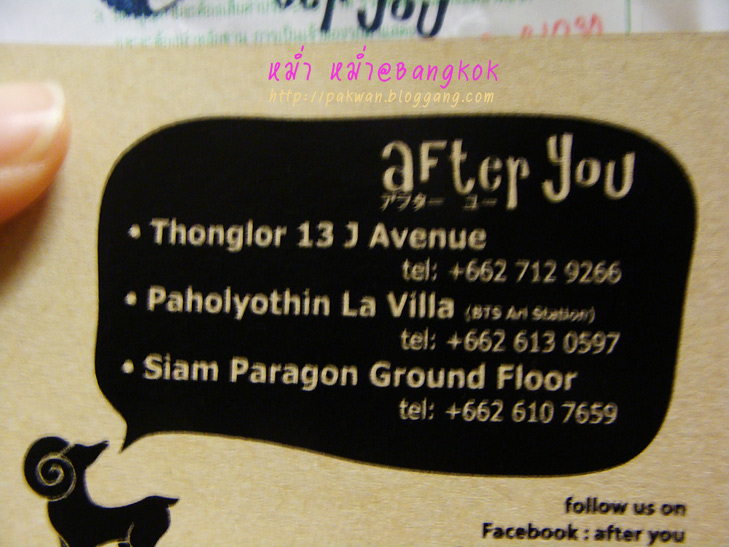 after you
หม่ำ หม่ำ@Bangkok
http://pakwan.bloggang.com
after you
アフター ユー
• Thonglor 13 J Avenue
tel: +662 712 9266
• Paholyothin La Villa (BTS Ari Station)
tel: +662 613 0597
• Siam Paragon Ground Floor
tel: +662 610 7659
follow us on
Facebook : after you